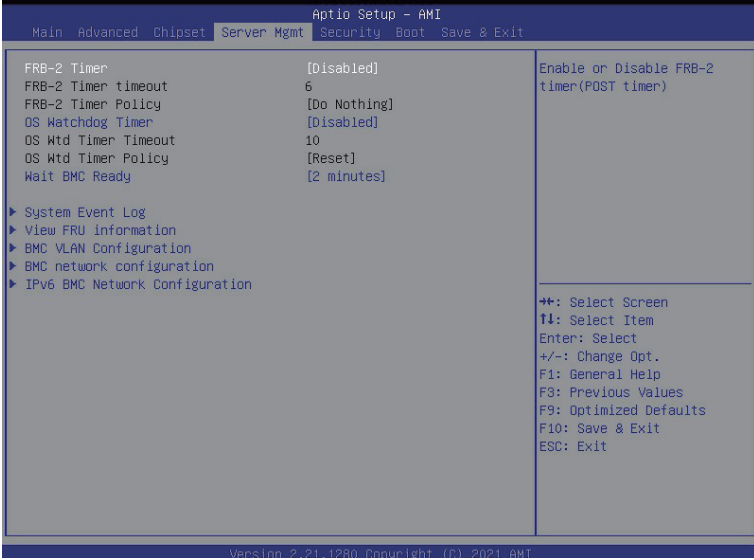 Aptio Setup – AMI
Main Advanced Chipset Server Mgmt Security Boot Save & Exit
FRB-2 Timer [Disabled]
FRB-2 Timer timeout 6
FRB-2 Timer Policy [Do Nothing]
OS Watchdog Timer [Disabled]
OS Wtd Timer Timeout 10
OS Wtd Timer Policy [Reset]
Wait BMC Ready [2 minutes]
System Event Log
View FRU information
BMC VLAN Configuration
BMC network configuration
IPv6 BMC Network Configuration
Enable or Disable FRB-2
timer(POST timer)
→←: Select Screen
↑↓: Select Item
Enter: Select
+/-: Change Opt.
F1: General Help
F3: Previous Values
F9: Optimized Defaults
F10: Save & Exit
ESC: Exit
Version 2.21.1280 Copyright (C) 2021 AMI